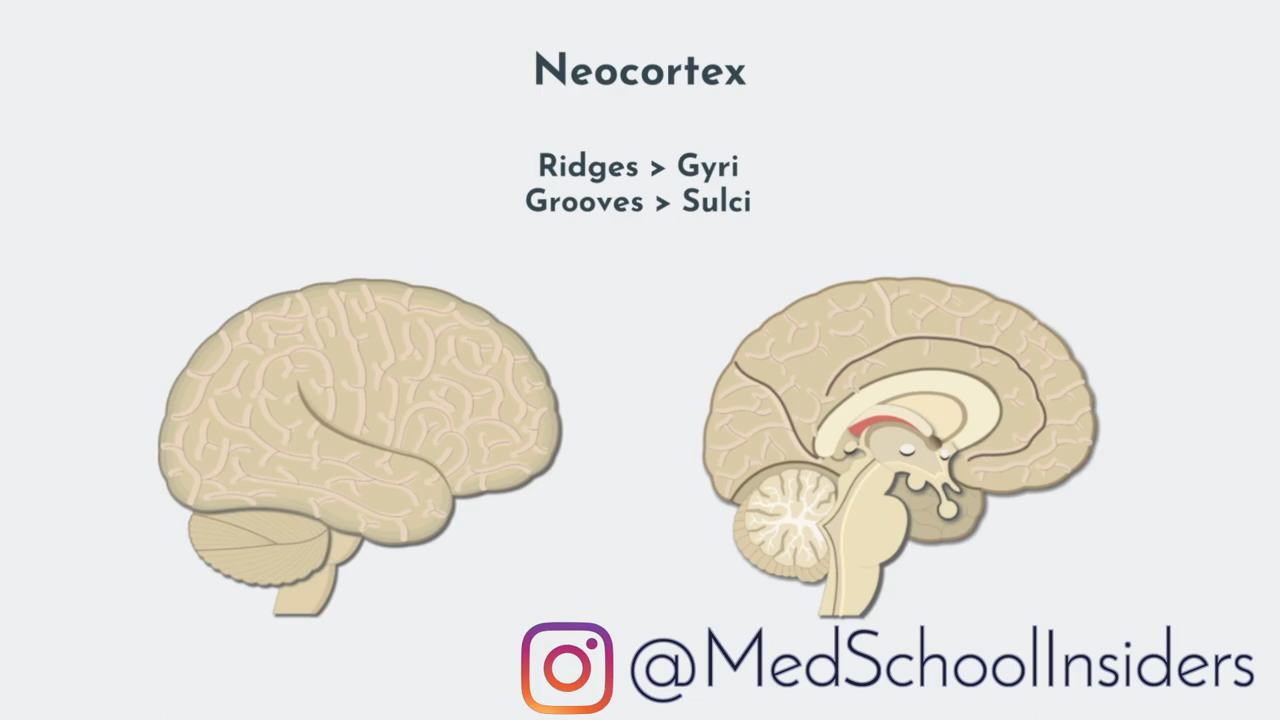 Neocortex
Ridges > Gyri
Grooves > Sulci
@MedSchoolInsiders